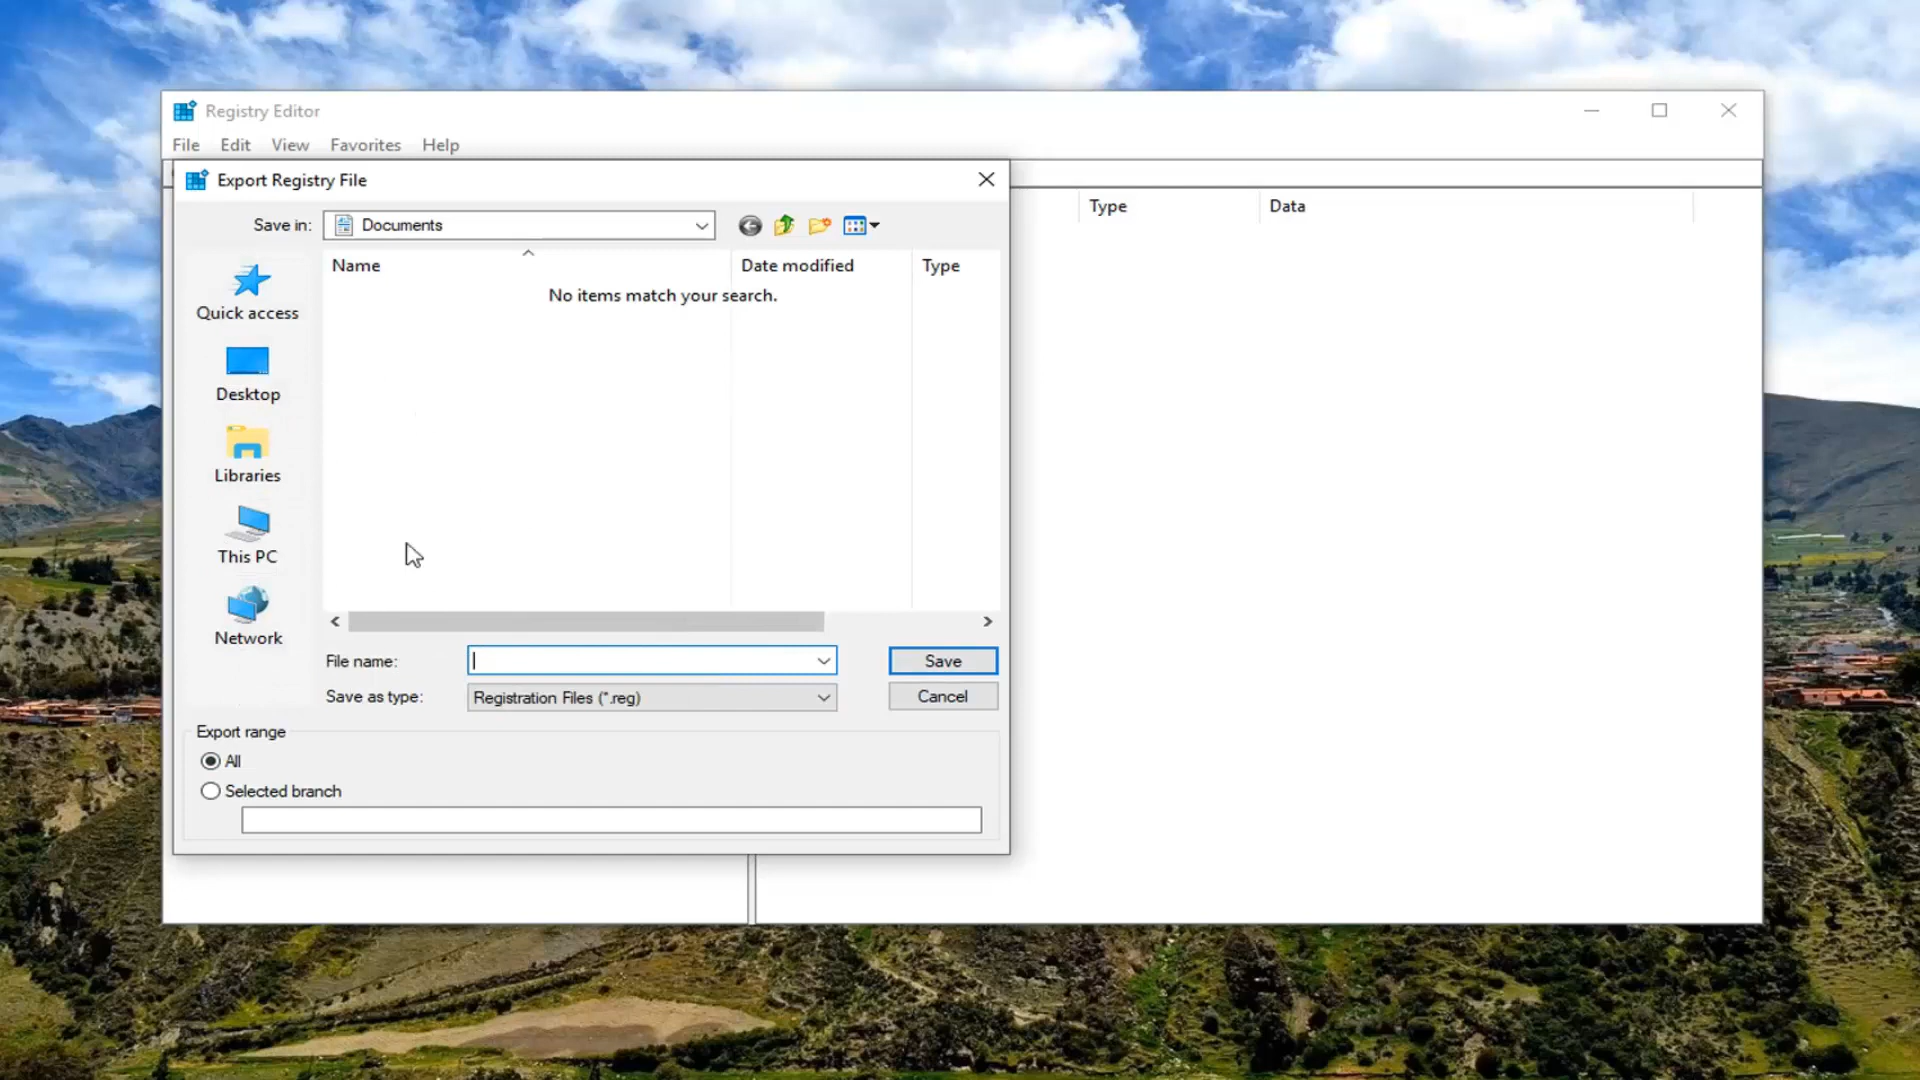 Registry Editor
File Edit View Favorites Help
Export Registry File
Type Data
Save in: Documents
Name Date modified Type
No items match your search.
Quick access
Desktop
Libraries
This PC
Network
File name: Save
Save as type: Registration Files (*.reg) Cancel
Export range
All
Selected branch